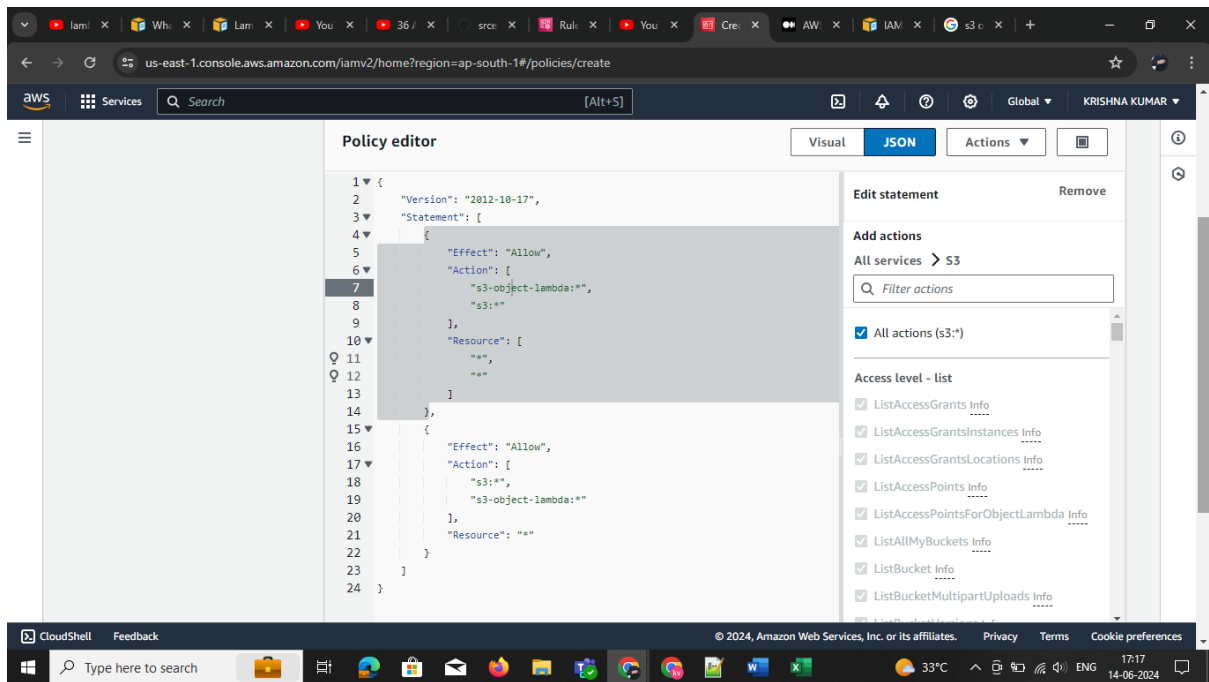 laml
Wha
Lam
You
36 /
srce
Rule
You
Crea
AWS
IAM
s3 c
us-east-1.console.aws.amazon.com/iamv2/home?region=ap-south-1#/policies/create
aws
Services
Search
[Alt+S]
Global
KRISHNA KUMAR
Policy editor
Visual
JSON
Actions
1 {
2 "Version": "2012-10-17",
3 "Statement": [
4 {
5 "Effect": "Allow",
6 "Action": [
7 "s3-object-lambda:*",
8 "s3:*"
9 ],
10 "Resource": [
11 "*",
12 "*"
13 ]
14 },
15 {
16 "Effect": "Allow",
17 "Action": [
18 "s3:*",
19 "s3-object-lambda:*"
20 ],
21 "Resource": "*"
22 }
23 ]
24 }
Edit statement
Remove
Add actions
All services > S3
Filter actions
All actions (s3:*)
Access level - list
ListAccessGrants Info
ListAccessGrantsInstances Info
ListAccessGrantsLocations Info
ListAccessPoints Info
ListAccessPointsForObjectLambda Info
ListAllMyBuckets Info
ListBucket Info
ListBucketMultipartUploads Info
CloudShell
Feedback
© 2024, Amazon Web Services, Inc. or its affiliates.
Privacy
Terms
Cookie preferences
Type here to search
33°C
ENG
17:17
14-06-2024